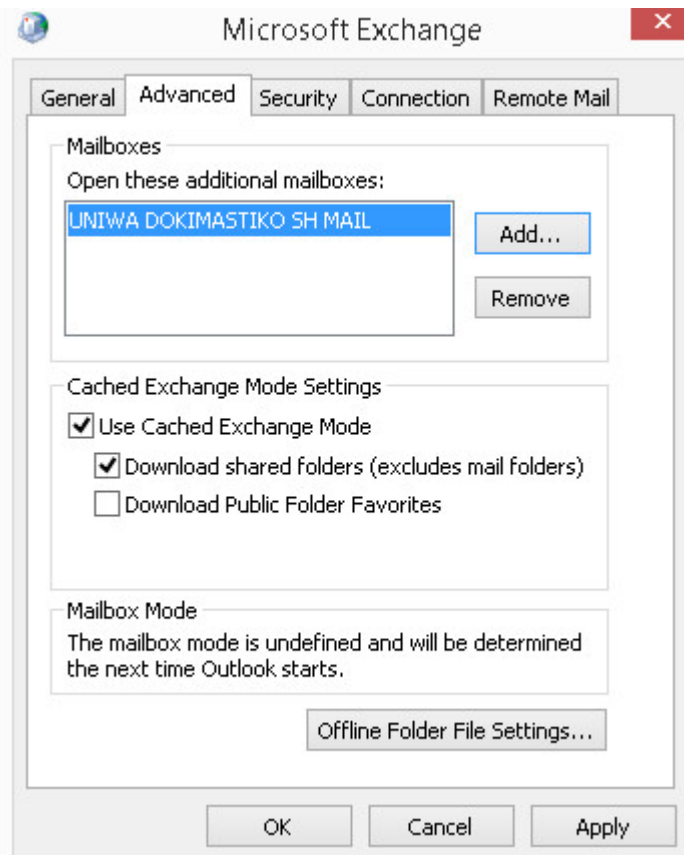 Microsoft Exchange
General
Advanced
Security
Connection
Remote Mail
Mailboxes
Open these additional mailboxes:
UNIWA DOKIMASTIKO SH MAIL
Add...
Remove
Cached Exchange Mode Settings
Use Cached Exchange Mode
Download shared folders (excludes mail folders)
Download Public Folder Favorites
Mailbox Mode
The mailbox mode is undefined and will be determined
the next time Outlook starts.
Offline Folder File Settings...
OK
Cancel
Apply